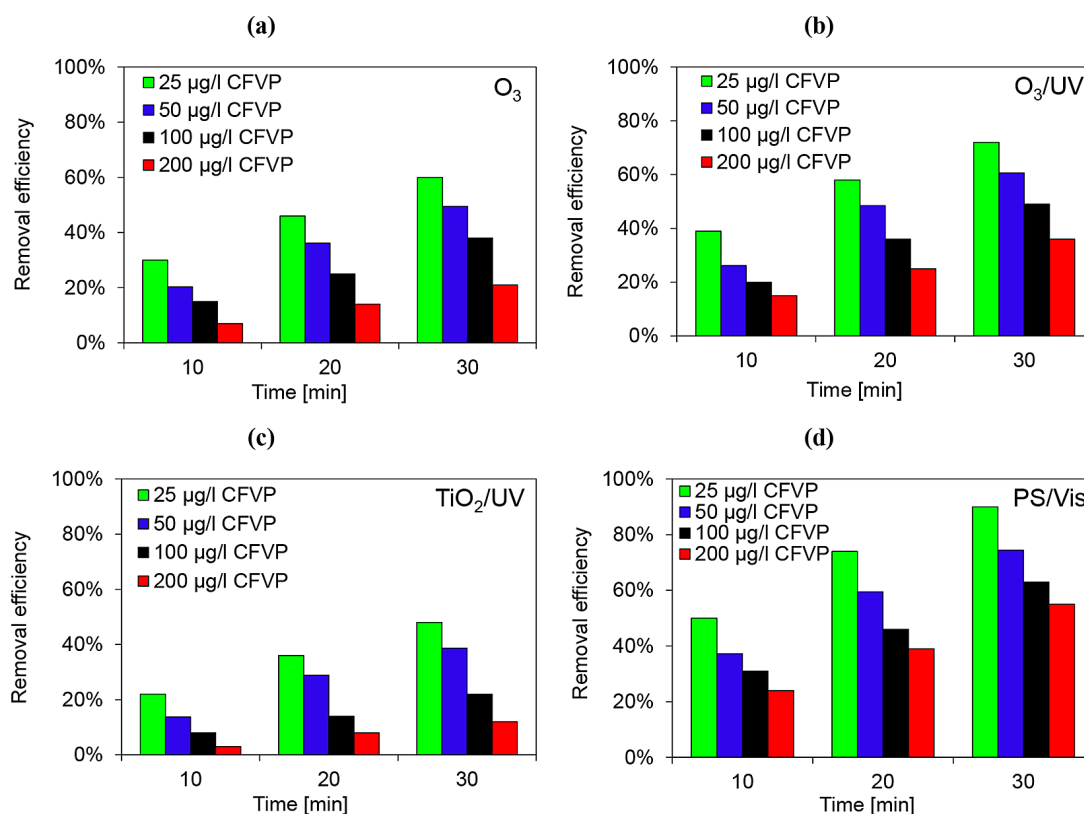 (a)
100%
80%
60%
40%
20%
0%
Removal efficiency
25 µg/l CFVP
50 µg/l CFVP
100 µg/l CFVP
200 µg/l CFVP
O₃
10
20
30
Time [min]
(b)
100%
80%
60%
40%
20%
0%
Removal efficiency
25 µg/l CFVP
50 µg/l CFVP
100 µg/l CFVP
200 µg/l CFVP
O₃/UV
10
20
30
Time [min]
(c)
100%
80%
60%
40%
20%
0%
Removal efficiency
25 µg/l CFVP
50 µg/l CFVP
100 µg/l CFVP
200 µg/l CFVP
TiO₂/UV
10
20
30
Time [min]
(d)
100%
80%
60%
40%
20%
0%
Removal efficiency
25 µg/l CFVP
50 µg/l CFVP
100 µg/l CFVP
200 µg/l CFVP
PS/Vis
10
20
30
Time [min]